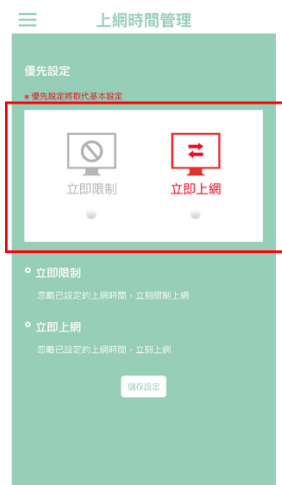 上網時間管理
優先設定
● 優先設定將取代基本設定
立即限制 立即上網
立即限制
忽略已設定的上網時間，立刻限制上網
立即上網
忽略已設定的上網時間，立刻上網
儲存設定